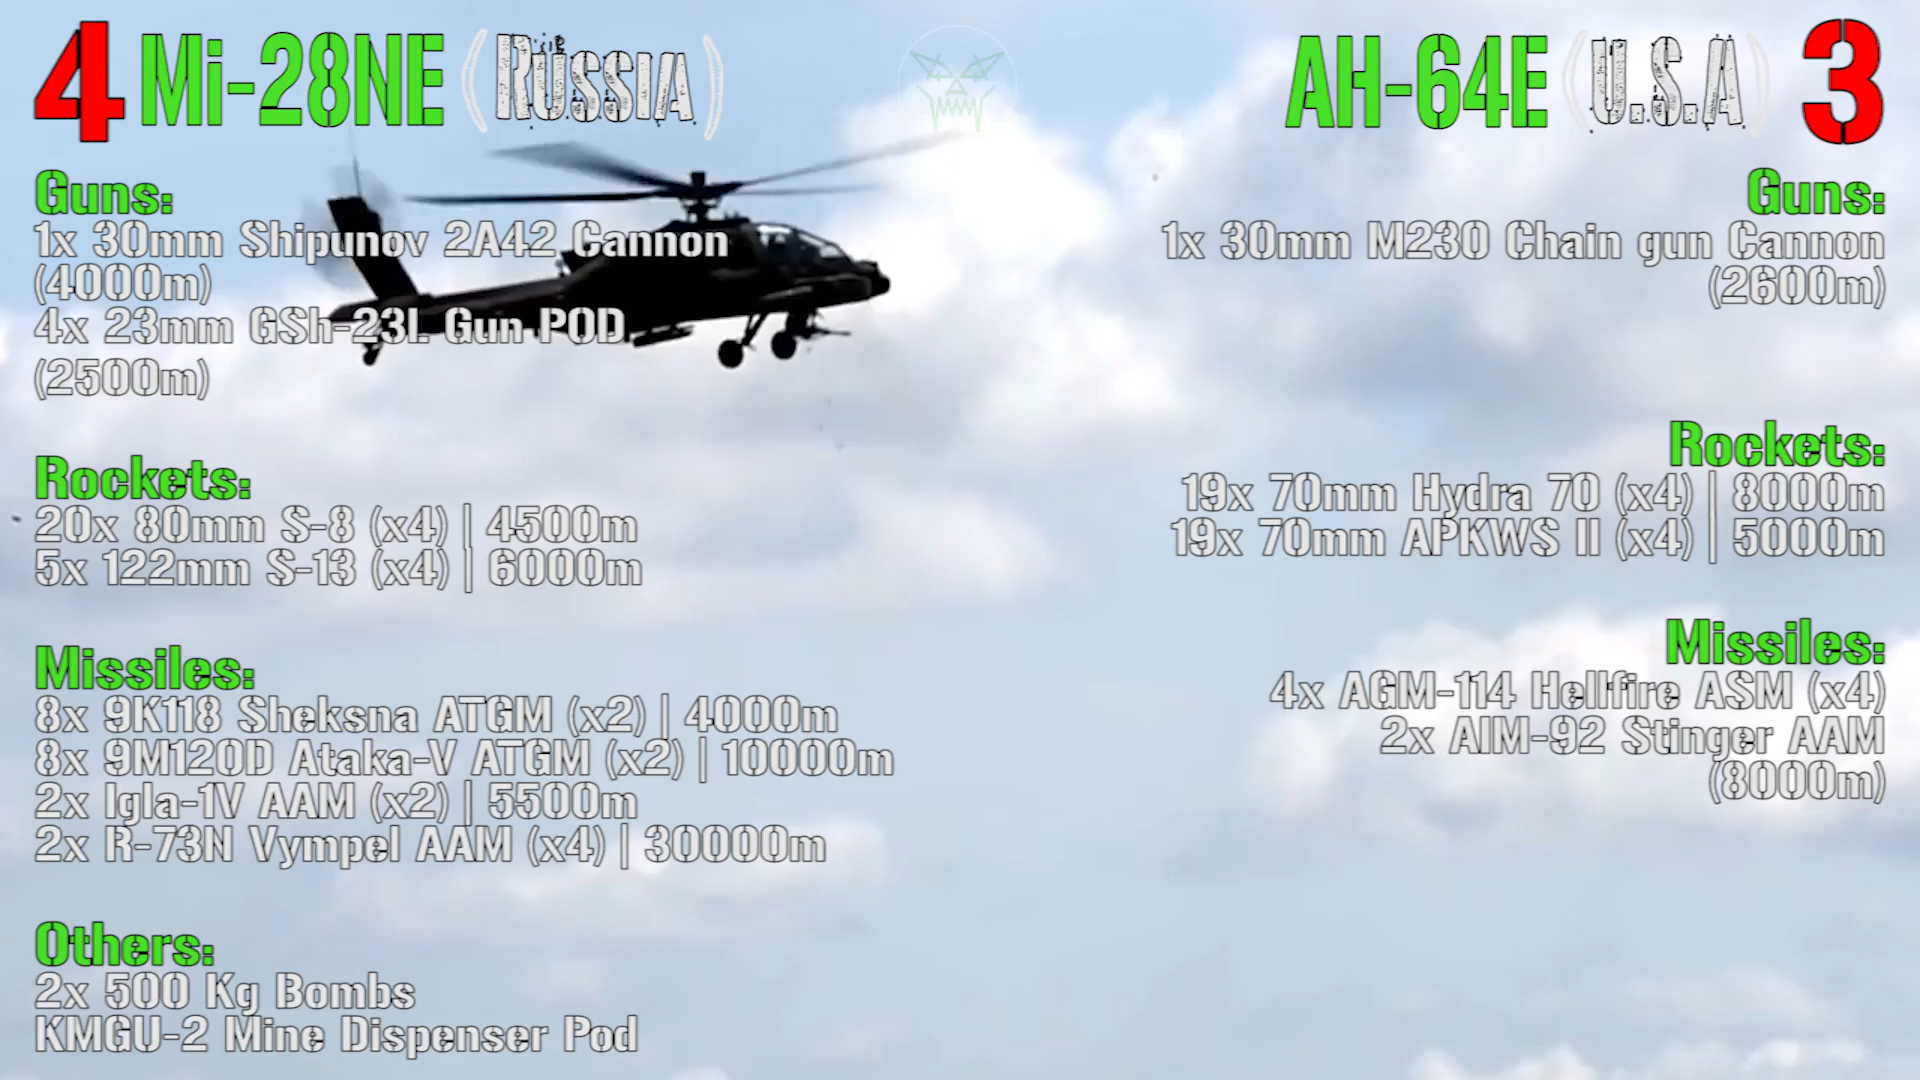 4 Mi-28NE (Russia)
Guns:
1x 30mm Shipunov 2A42 Cannon
(4000m)
4x 23mm GSh-23L Gun POD
(2500m)
Rockets:
20x 80mm S-8 (x4) | 4500m
5x 122mm S-13 (x4) | 6000m
Missiles:
8x 9K118 Sheksna ATGM (x2) | 4000m
8x 9M120D Ataka-V ATGM (x2) | 10000m
2x Igla-1V AAM (x2) | 5500m
2x R-73N Vympel AAM (x4) | 30000m
Others:
2x 500 Kg Bombs
KMGU-2 Mine Dispenser Pod
AH-64E (U.S.A) 3
Guns:
1x 30mm M230 Chain gun Cannon
(2600m)
Rockets:
19x 70mm Hydra 70 (x4) | 8000m
19x 70mm APKWS II (x4) | 5000m
Missiles:
4x AGM-114 Hellfire ASM (x4)
2x AIM-92 Stinger AAM
(8000m)